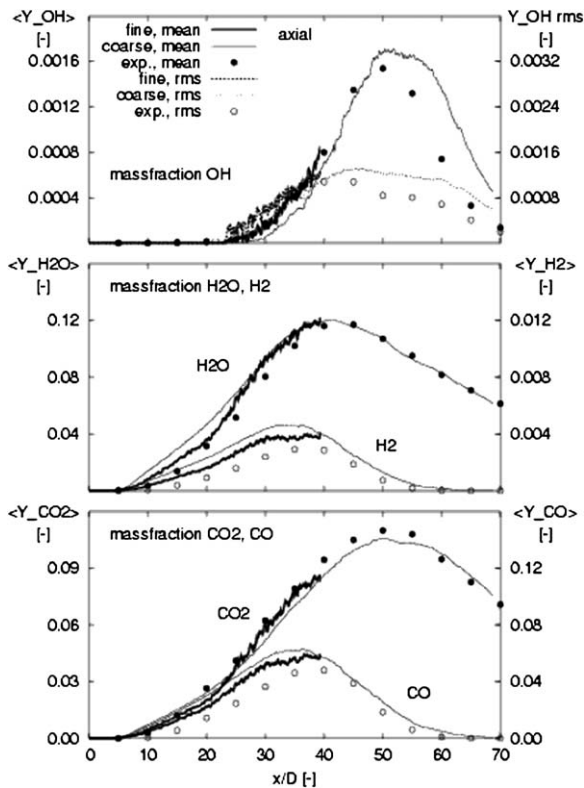 <Y_OH> Y_OH rms
[-] [-]
fine, mean axial
coarse, mean
exp., mean
fine, rms
coarse, rms
exp., rms
0.0016 0.0032
0.0012 0.0024
0.0008 0.0016
0.0004 0.0008
massfraction OH
<Y_H2O> <Y_H2>
[-] [-]
massfraction H2O, H2
0.12 0.012
0.08 0.008
0.04 0.004
H2O
H2
<Y_CO2> <Y_CO>
[-] [-]
massfraction CO2, CO
0.09 0.12
0.06 0.08
0.03 0.04
0.00 0.00
CO2
CO
0 10 20 30 40 50 60 70
x/D [-]